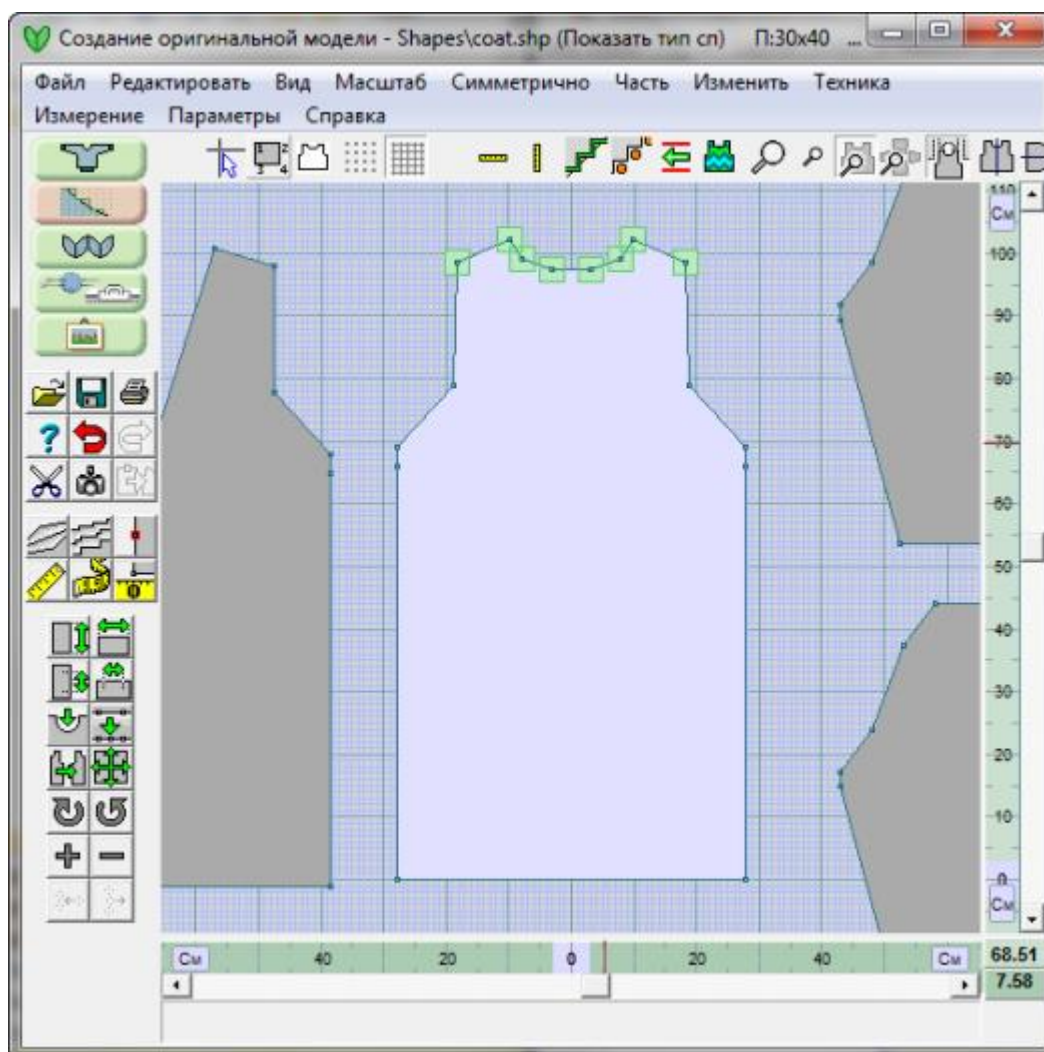 Создание оригинальной модели - Shapes\coat.shp (Показать тип сп) П:30x40 ...
Файл Редактировать Вид Масштаб Симметрично Часть Изменить Техника
Измерение Параметры Справка
110
См
100
90
80
70
60
50
40
30
20
10
0
См
См 40 20 0 20 40 См
68.51
7.58